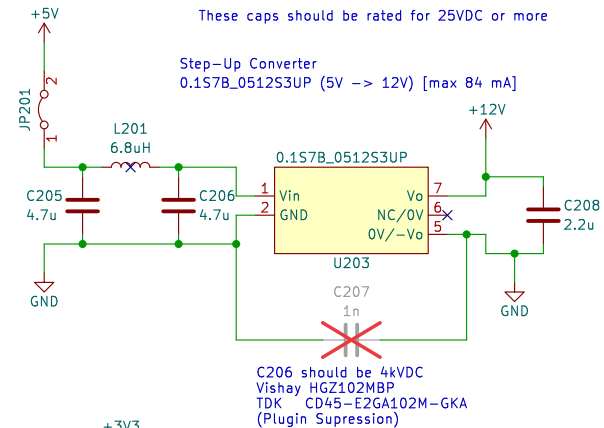 +5V
These caps should be rated for 25VDC or more
Step-Up Converter
0.1S7B_0512S3UP (5V -> 12V) [max 84 mA]
JP201
2
1
+12V
L201
6.8uH
0.1S7B_0512S3UP
C205
4.7u
C206
4.7u
1
Vin
2
GND
Vo
7
NC/0V
6
0V/-Vo
5
C208
2.2u
U203
GND
C207
1n
GND
C206 should be 4kVDC
Vishay HGZ102MBP
TDK CD45-E2GA102M-GKA
(Plugin Supression)
+3V3